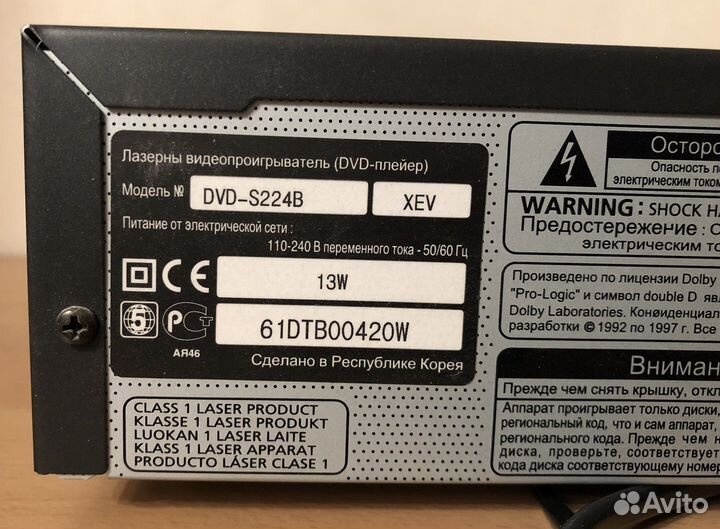 Лазерны видеопроигрыватель (DVD-плейер)
Модель № DVD-S224B XEV
Питание от электрической сети :
110-240 В переменного тока - 50/60 Гц
CE 13W
5 РСТ 61DTB00420W
АЯ46
Сделано в Республике Корея
CLASS 1 LASER PRODUCT
KLASSE 1 LASER PRODUKT
LUOKAN 1 LASER LAITE
KLASS 1 LASER APPARAT
PRODUCTO LÁSER CLASE 1
Осторо
Опасность п
электрическим током
WARNING : SHOCK HA
Предостережение : О
электрическим то
Произведено по лицензии Dolby
"Pro-Logic" и символ double D яв
Dolby Laboratories. Конфиденциал
разработки ©1992 по 1997 г. Все
Вниман
Прежде чем снять крышку, откл
Аппарат проигрывает только диски,
региональный код, что и сам аппарат,
регионального кода. Прежде чем н
диска, проверьте, соответствует
кода диска соответствующему номер
Avito